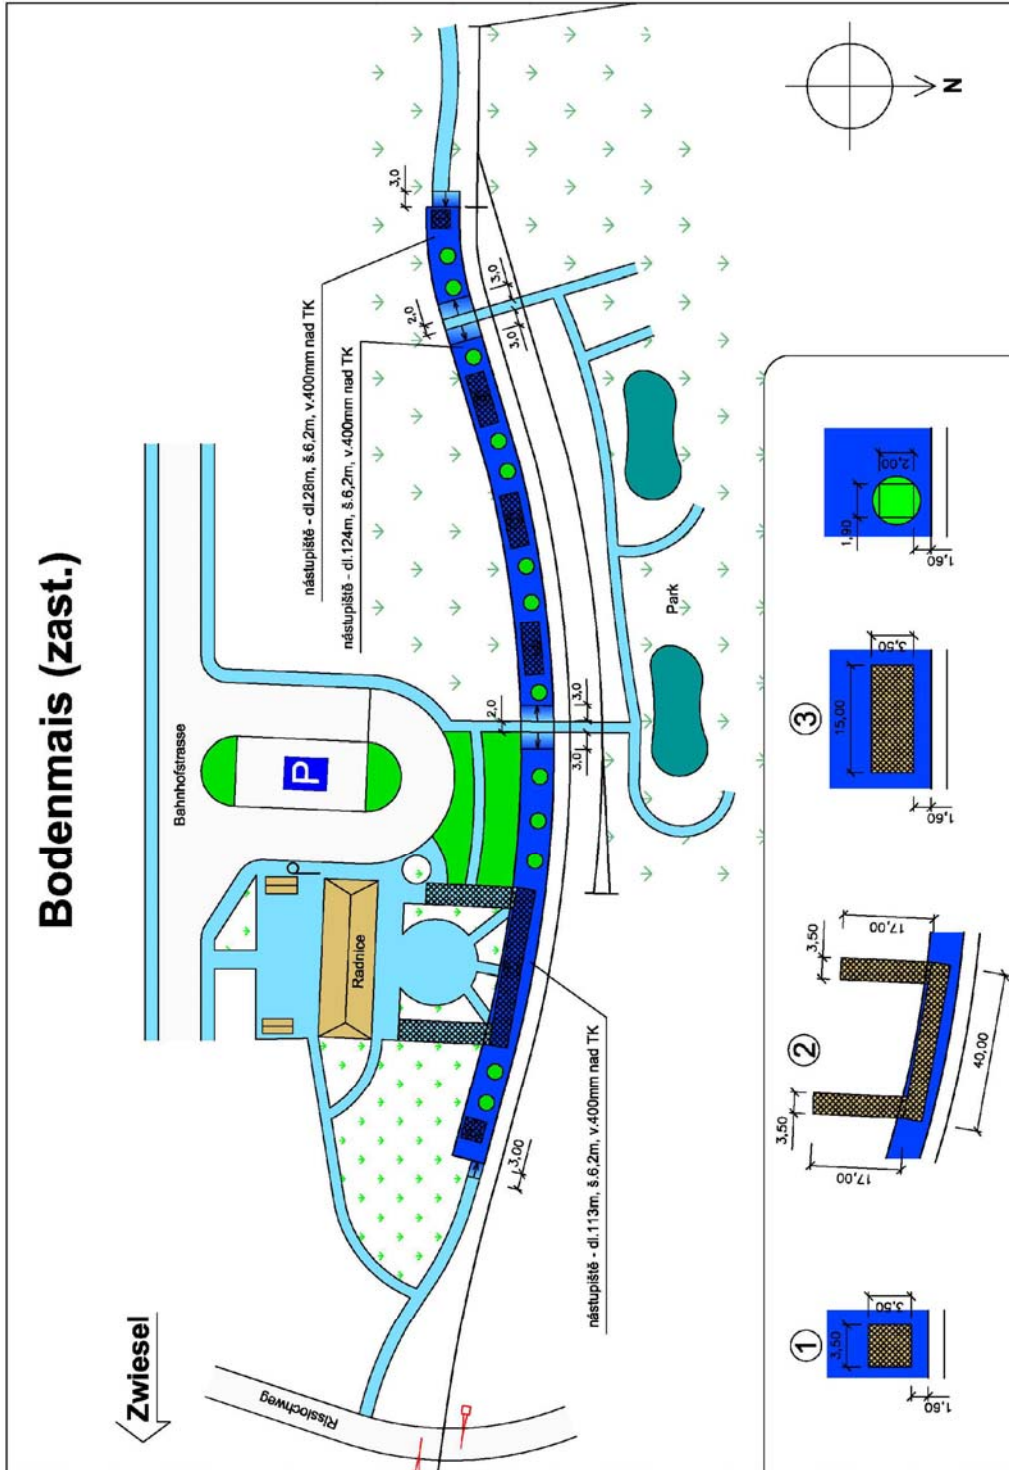 Bodenmais (zast.)
Zwiesel
Bahnhofstrasse
P
Radnice
Risslochweg
Park
N
nástupiště - dl.28m, š.6,2m, v.400mm nad TK
nástupiště - dl.124m, š.6,2m, v.400mm nad TK
nástupiště - dl.113m, š.6,2m, v.400mm nad TK
3,00
3,0
2,0
3,0
3,0
2,0
3,0
3,0
1
3,50
3,50
1,60
2
3,50
3,50
17,00
17,00
40,00
3
15,00
3,50
1,60
1,90
2,00
1,60